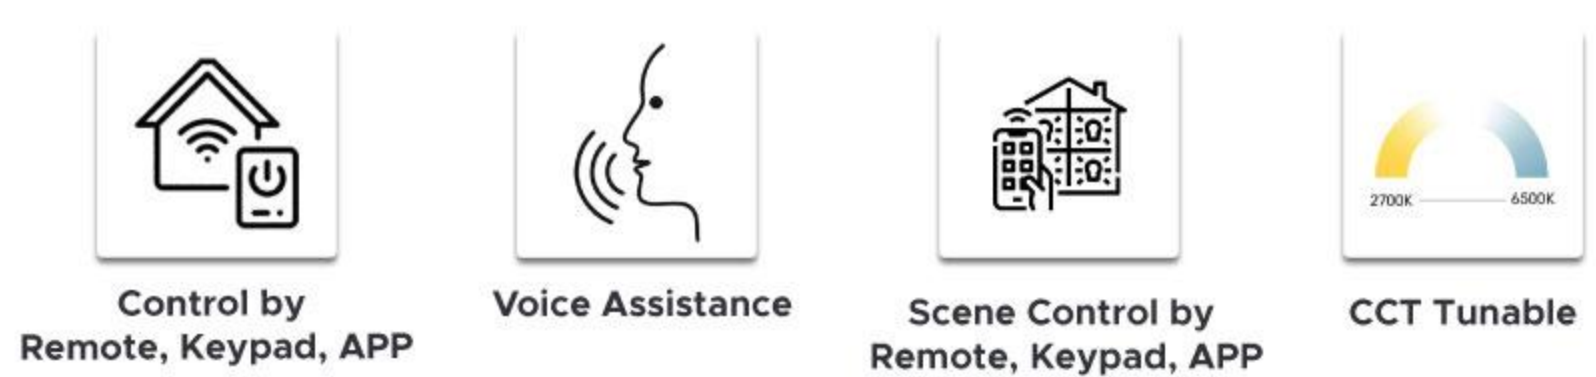 2700K
6500K
Control by
Remote, Keypad, APP
Voice Assistance
Scene Control by
Remote, Keypad, APP
CCT Tunable